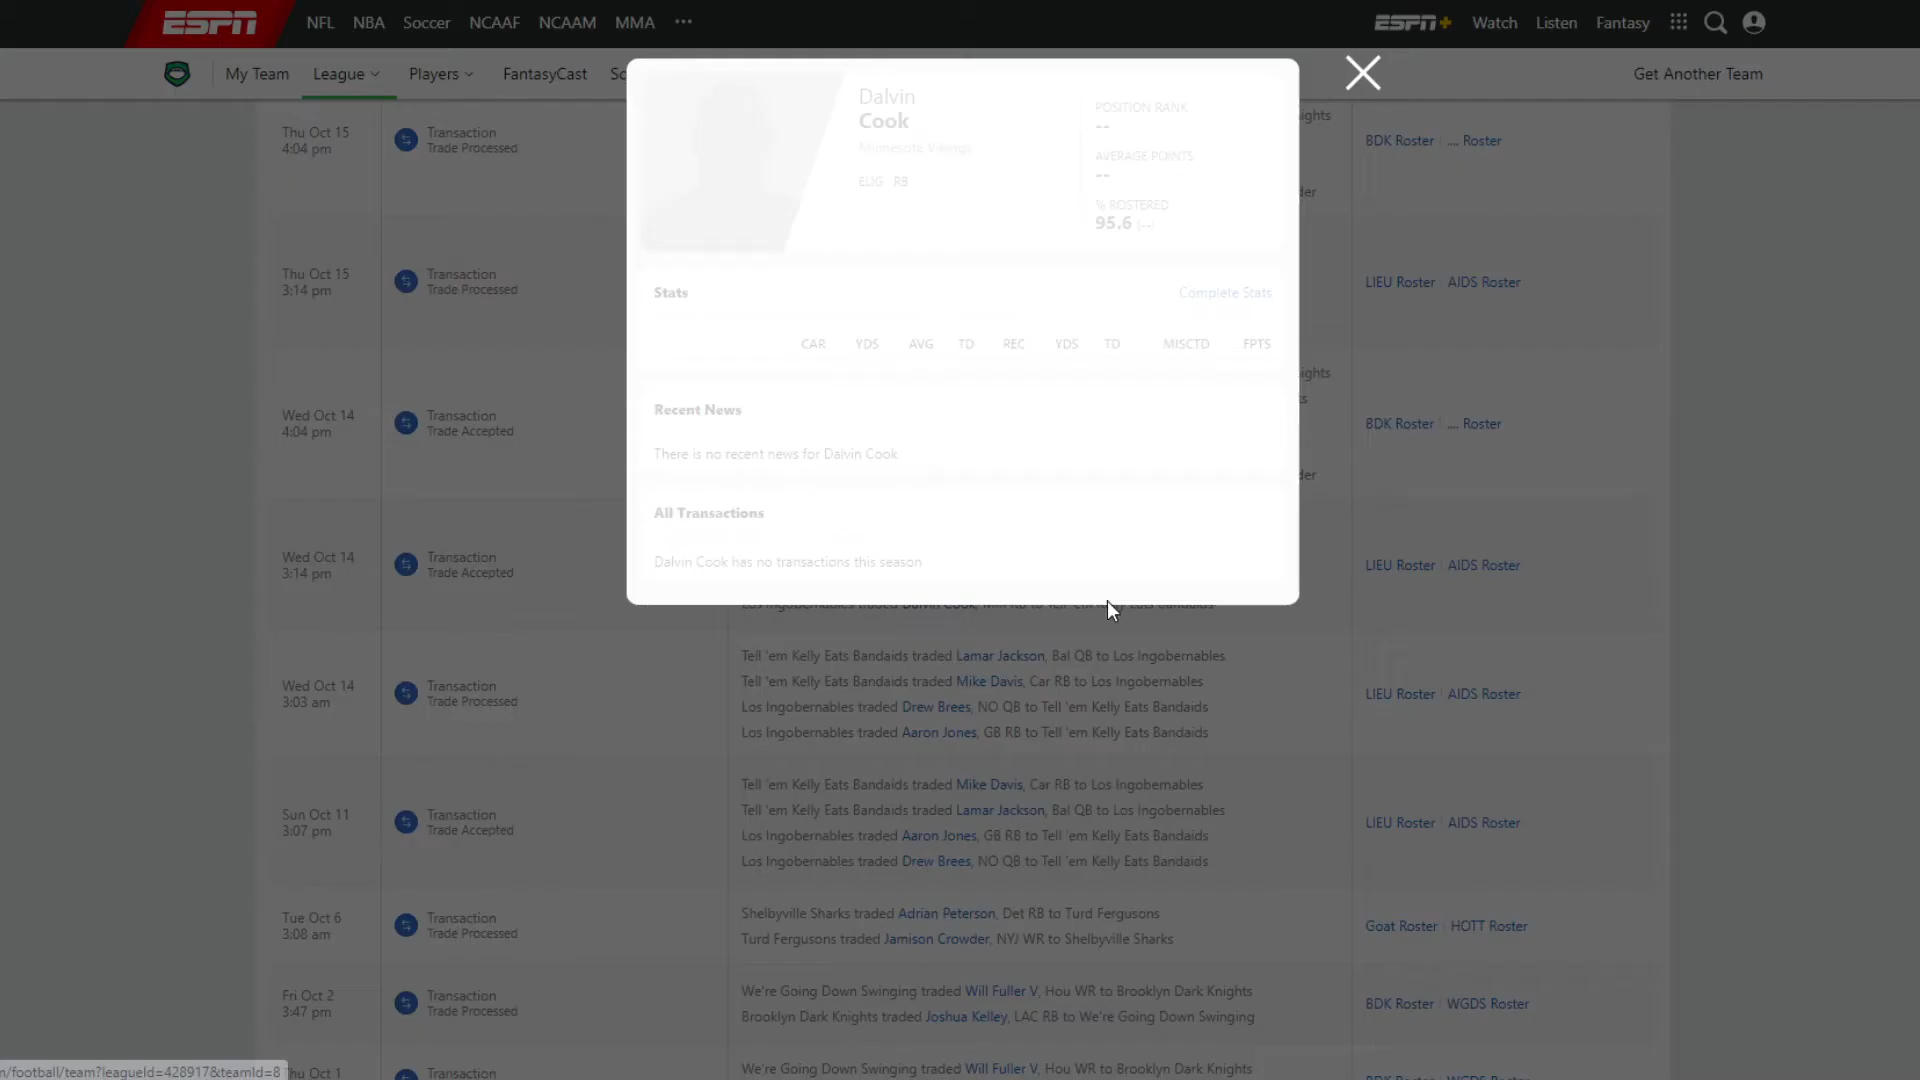 ESPN NFL NBA Soccer NCAAF NCAAM MMA ESPN+ Watch Listen Fantasy
My Team League Players FantasyCast Get Another Team
Dalvin
Cook
Minnesota Vikings
ELIG RB
POSITION RANK
--
AVERAGE POINTS
--
% ROSTERED
95.6 (--)
Stats Complete Stats
CAR YDS AVG TD REC YDS TD MISCTD FPTS
Recent News
There is no recent news for Dalvin Cook
All Transactions
Dalvin Cook has no transactions this season
Thu Oct 15
4:04 pm
Transaction
Trade Processed
BDK Roster .... Roster
Thu Oct 15
3:14 pm
Transaction
Trade Processed
LIEU Roster AIDS Roster
Wed Oct 14
4:04 pm
Transaction
Trade Accepted
BDK Roster .... Roster
Wed Oct 14
3:14 pm
Transaction
Trade Accepted
LIEU Roster AIDS Roster
Wed Oct 14
3:03 am
Transaction
Trade Processed
Tell 'em Kelly Eats Bandaids traded Lamar Jackson, Bal QB to Los Ingobernables
Tell 'em Kelly Eats Bandaids traded Mike Davis, Car RB to Los Ingobernables
Los Ingobernables traded Drew Brees, NO QB to Tell 'em Kelly Eats Bandaids
Los Ingobernables traded Aaron Jones, GB RB to Tell 'em Kelly Eats Bandaids
LIEU Roster AIDS Roster
Sun Oct 11
3:07 pm
Transaction
Trade Accepted
Tell 'em Kelly Eats Bandaids traded Mike Davis, Car RB to Los Ingobernables
Tell 'em Kelly Eats Bandaids traded Lamar Jackson, Bal QB to Los Ingobernables
Los Ingobernables traded Aaron Jones, GB RB to Tell 'em Kelly Eats Bandaids
Los Ingobernables traded Drew Brees, NO QB to Tell 'em Kelly Eats Bandaids
LIEU Roster AIDS Roster
Tue Oct 6
3:08 am
Transaction
Trade Processed
Shelbyville Sharks traded Adrian Peterson, Det RB to Turd Fergusons
Turd Fergusons traded Jamison Crowder, NYJ WR to Shelbyville Sharks
Goat Roster HOTT Roster
Fri Oct 2
3:47 pm
Transaction
Trade Processed
We're Going Down Swinging traded Will Fuller V, Hou WR to Brooklyn Dark Knights
Brooklyn Dark Knights traded Joshua Kelley, LAC RB to We're Going Down Swinging
BDK Roster WGDS Roster
Thu Oct 1
Transaction
We're Going Down Swinging traded Will Fuller V, Hou WR to Brooklyn Dark Knights
m/football/team?leagueId=428917&teamId=8